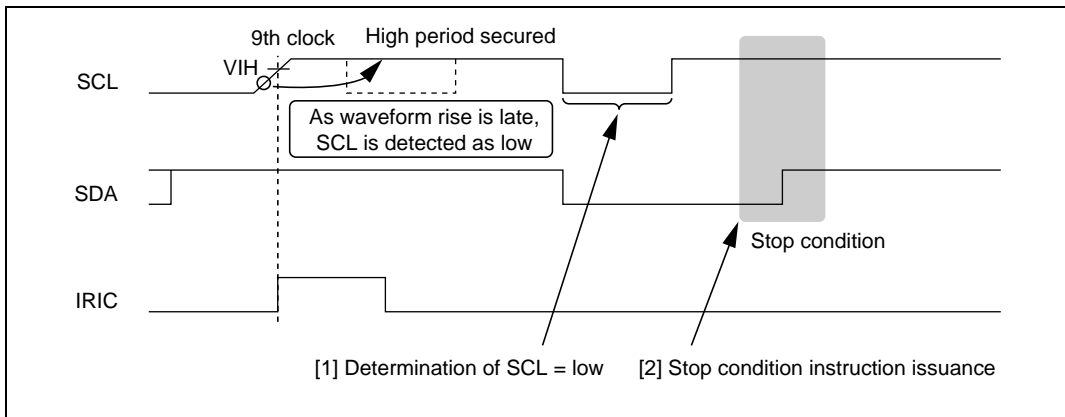 9th clock
High period secured
VIH
SCL
As waveform rise is late,
SCL is detected as low
SDA
Stop condition
IRIC
[1] Determination of SCL = low
[2] Stop condition instruction issuance